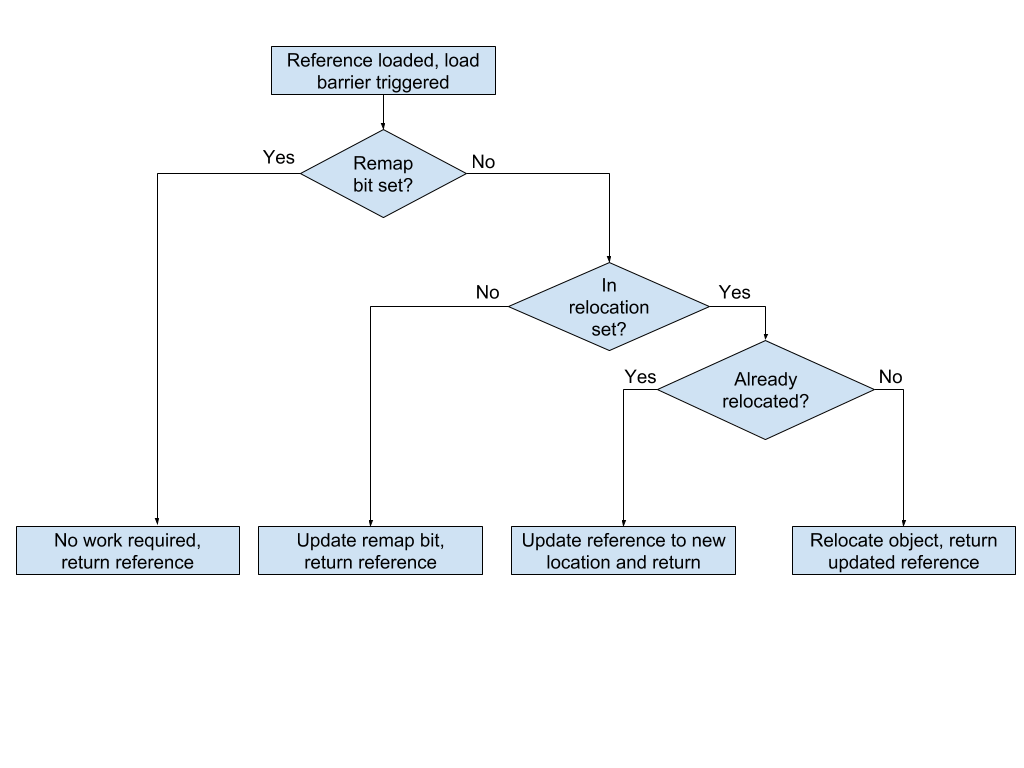 Reference loaded, load
barrier triggered
Yes
Remap
bit set?
No
No
In
relocation
set?
Yes
Yes
Already
relocated?
No
No work required,
return reference
Update remap bit,
return reference
Update reference to new
location and return
Relocate object, return
updated reference